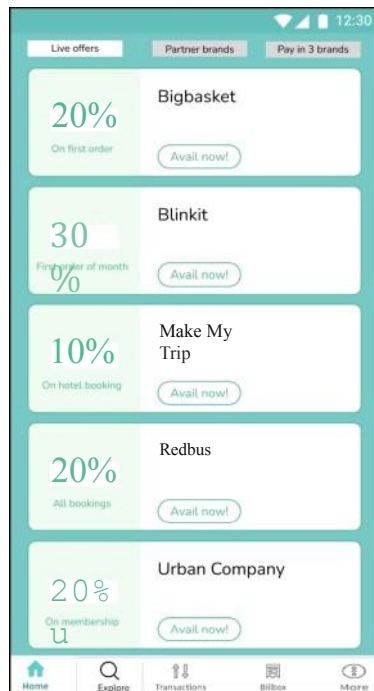 12:30
Live offers
Partner brands
Pay in 3 brands
20%
On first order
Bigbasket
Avail now!
30
%
First order of month
Blinkit
Avail now!
10%
On hotel booking
Make My
Trip
Avail now!
20%
All bookings
Redbus
Avail now!
20%
u
On membership
Urban Company
Avail now!
Home
Explore
Transactions
Billbox
More